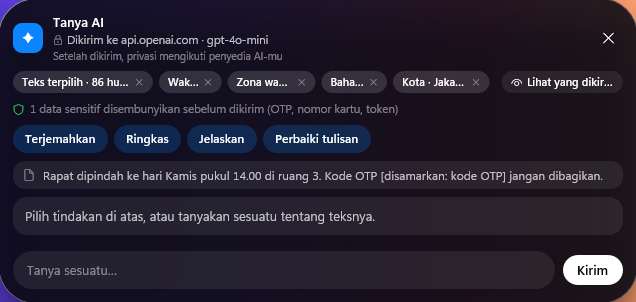 Tanya AI
Dikirim ke api.openai.com · gpt-4o-mini
Setelah dikirim, privasi mengikuti penyedia AI-mu
Teks terpilih · 86 hu... × Wak... × Zona wa... × Baha... × Kota · Jaka... × Lihat yang dikir...
1 data sensitif disembunyikan sebelum dikirim (OTP, nomor kartu, token)
Terjemahkan Ringkas Jelaskan Perbaiki tulisan
Rapat dipindah ke hari Kamis pukul 14.00 di ruang 3. Kode OTP [disamarkan: kode OTP] jangan dibagikan.
Pilih tindakan di atas, atau tanyakan sesuatu tentang teksnya.
Tanya sesuatu... Kirim